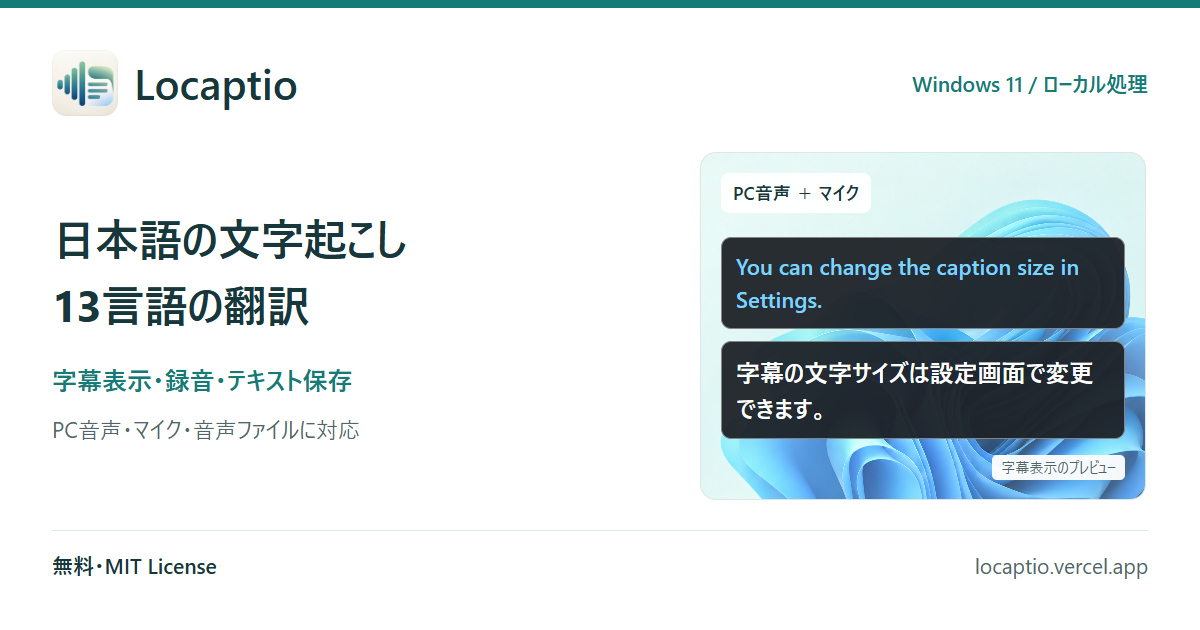 Locaptio
Windows 11 / ローカル処理
日本語の文字起こし
13言語の翻訳
字幕表示・録音・テキスト保存
PC音声・マイク・音声ファイルに対応
PC音声 ＋ マイク
You can change the caption size in
Settings.
字幕の文字サイズは設定画面で変更
できます。
字幕表示のプレビュー
無料・MIT License
locaptio.vercel.app